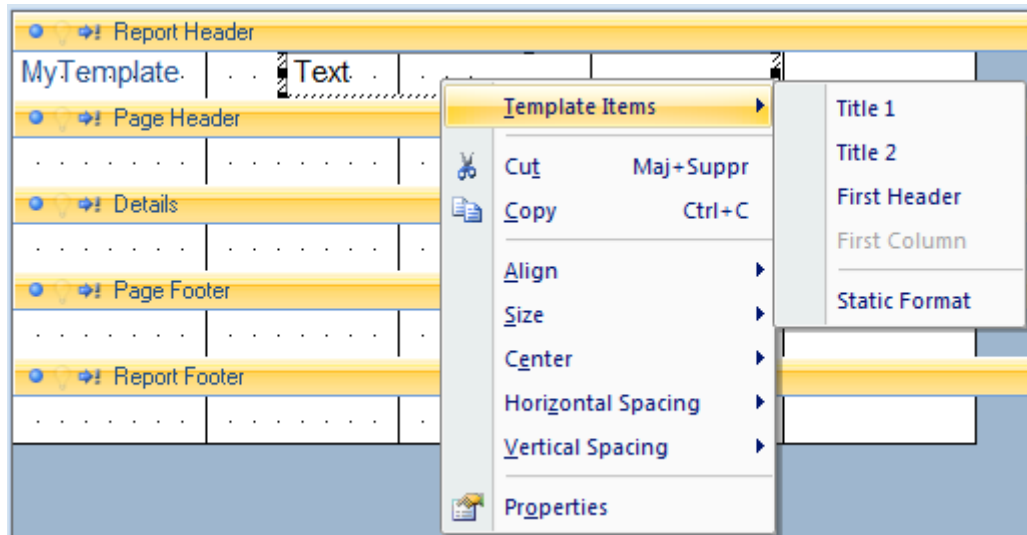 Report Header
MyTemplate
Text
Page Header
Details
Page Footer
Report Footer
Template Items
Cut Maj+Suppr
Copy Ctrl+C
Align
Size
Center
Horizontal Spacing
Vertical Spacing
Properties
Title 1
Title 2
First Header
First Column
Static Format